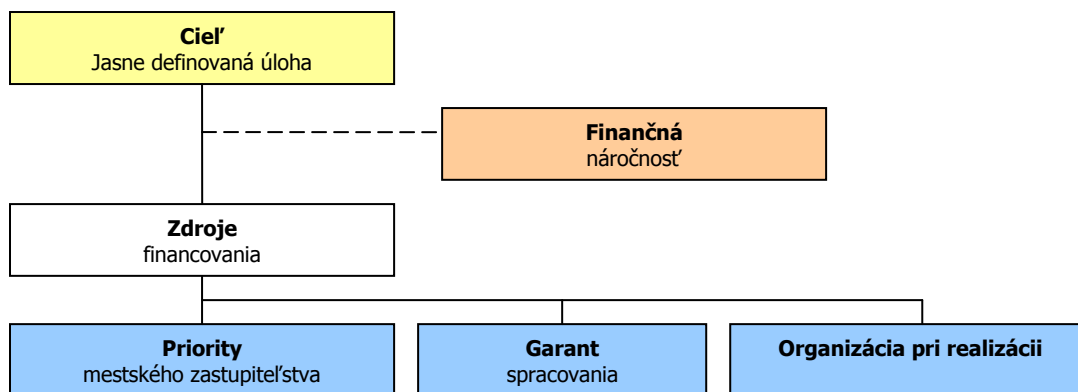 Cieľ
Jasne definovaná úloha
Finančná
náročnosť
Zdroje
financovania
Priority
mestského zastupiteľstva
Garant
spracovania
Organizácia pri realizácii